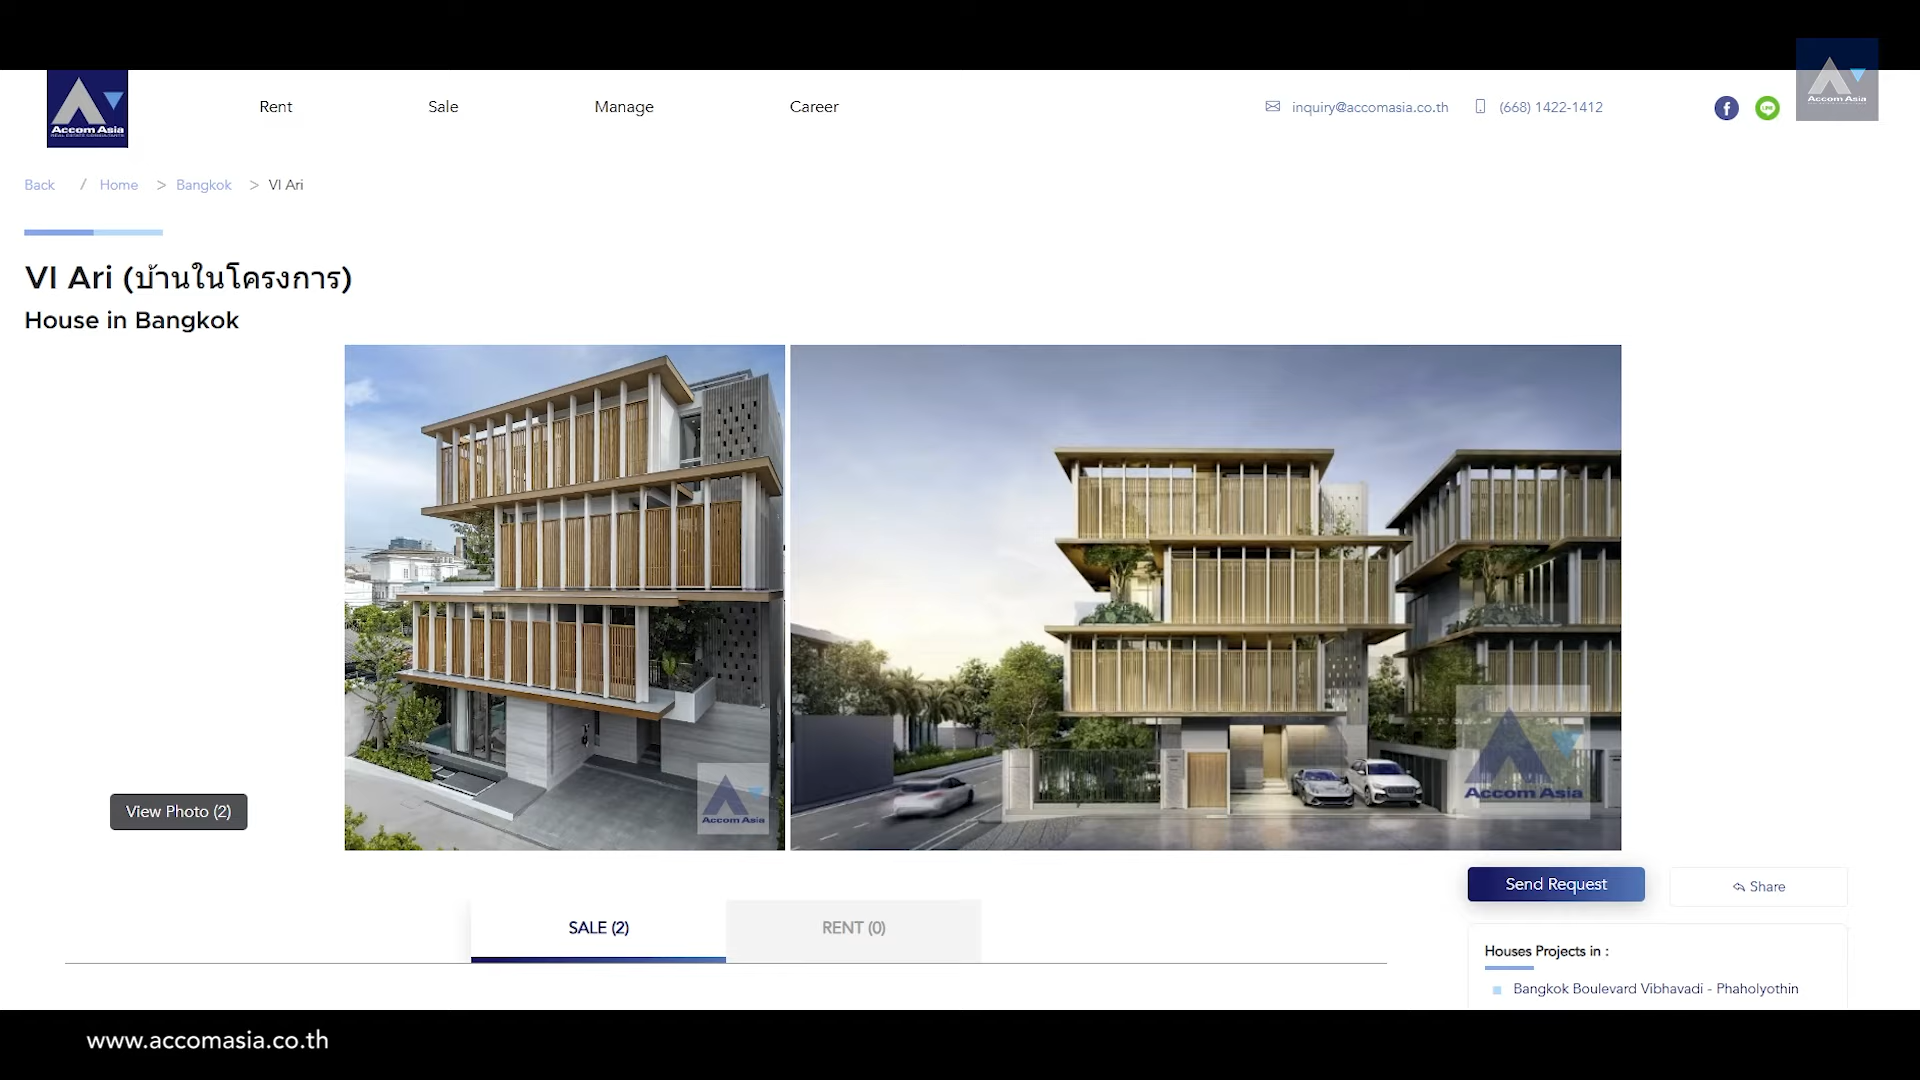 Accom Asia
Rent
Sale
Manage
Career
inquiry@accomasia.co.th
(668) 1422-1412
Accom Asia
REAL ESTATE CONSULTANTS
Back / Home > Bangkok > VI Ari
VI Ari (บ้านในโครงการ)
House in Bangkok
Accom Asia
Accom Asia
View Photo (2)
Send Request
Share
SALE (2)
RENT (0)
Houses Projects in :
Bangkok Boulevard Vibhavadi - Phaholyothin
www.accomasia.co.th